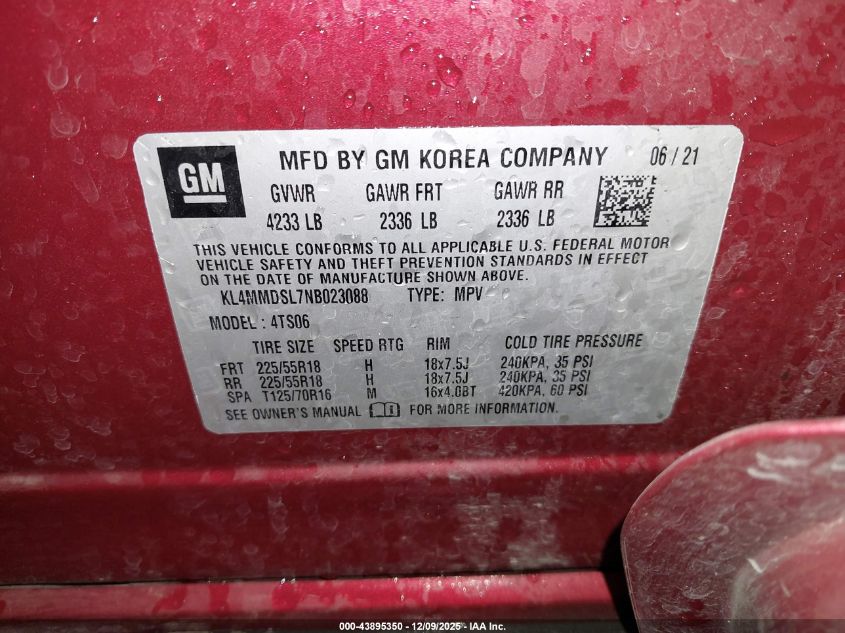 GM MFD BY GM KOREA COMPANY 06 / 21
GVWR GAWR FRT GAWR RR
4233 LB 2336 LB 2336 LB
THIS VEHICLE CONFORMS TO ALL APPLICABLE U.S. FEDERAL MOTOR
VEHICLE SAFETY AND THEFT PREVENTION STANDARDS IN EFFECT
ON THE DATE OF MANUFACTURE SHOWN ABOVE.
KL4MMDSL7NB023088 TYPE: MPV
MODEL : 4TS06
TIRE SIZE SPEED RTG RIM COLD TIRE PRESSURE
FRT 225/55R18 H 18x7.5J 240KPA, 35 PSI
RR 225/55R18 H 18x7.5J 240KPA, 35 PSI
SPA T125/70R16 M 16x4.0BT 420KPA, 60 PSI
SEE OWNER'S MANUAL FOR MORE INFORMATION.
000-43895350 - 12/09/2025 - IAA Inc.